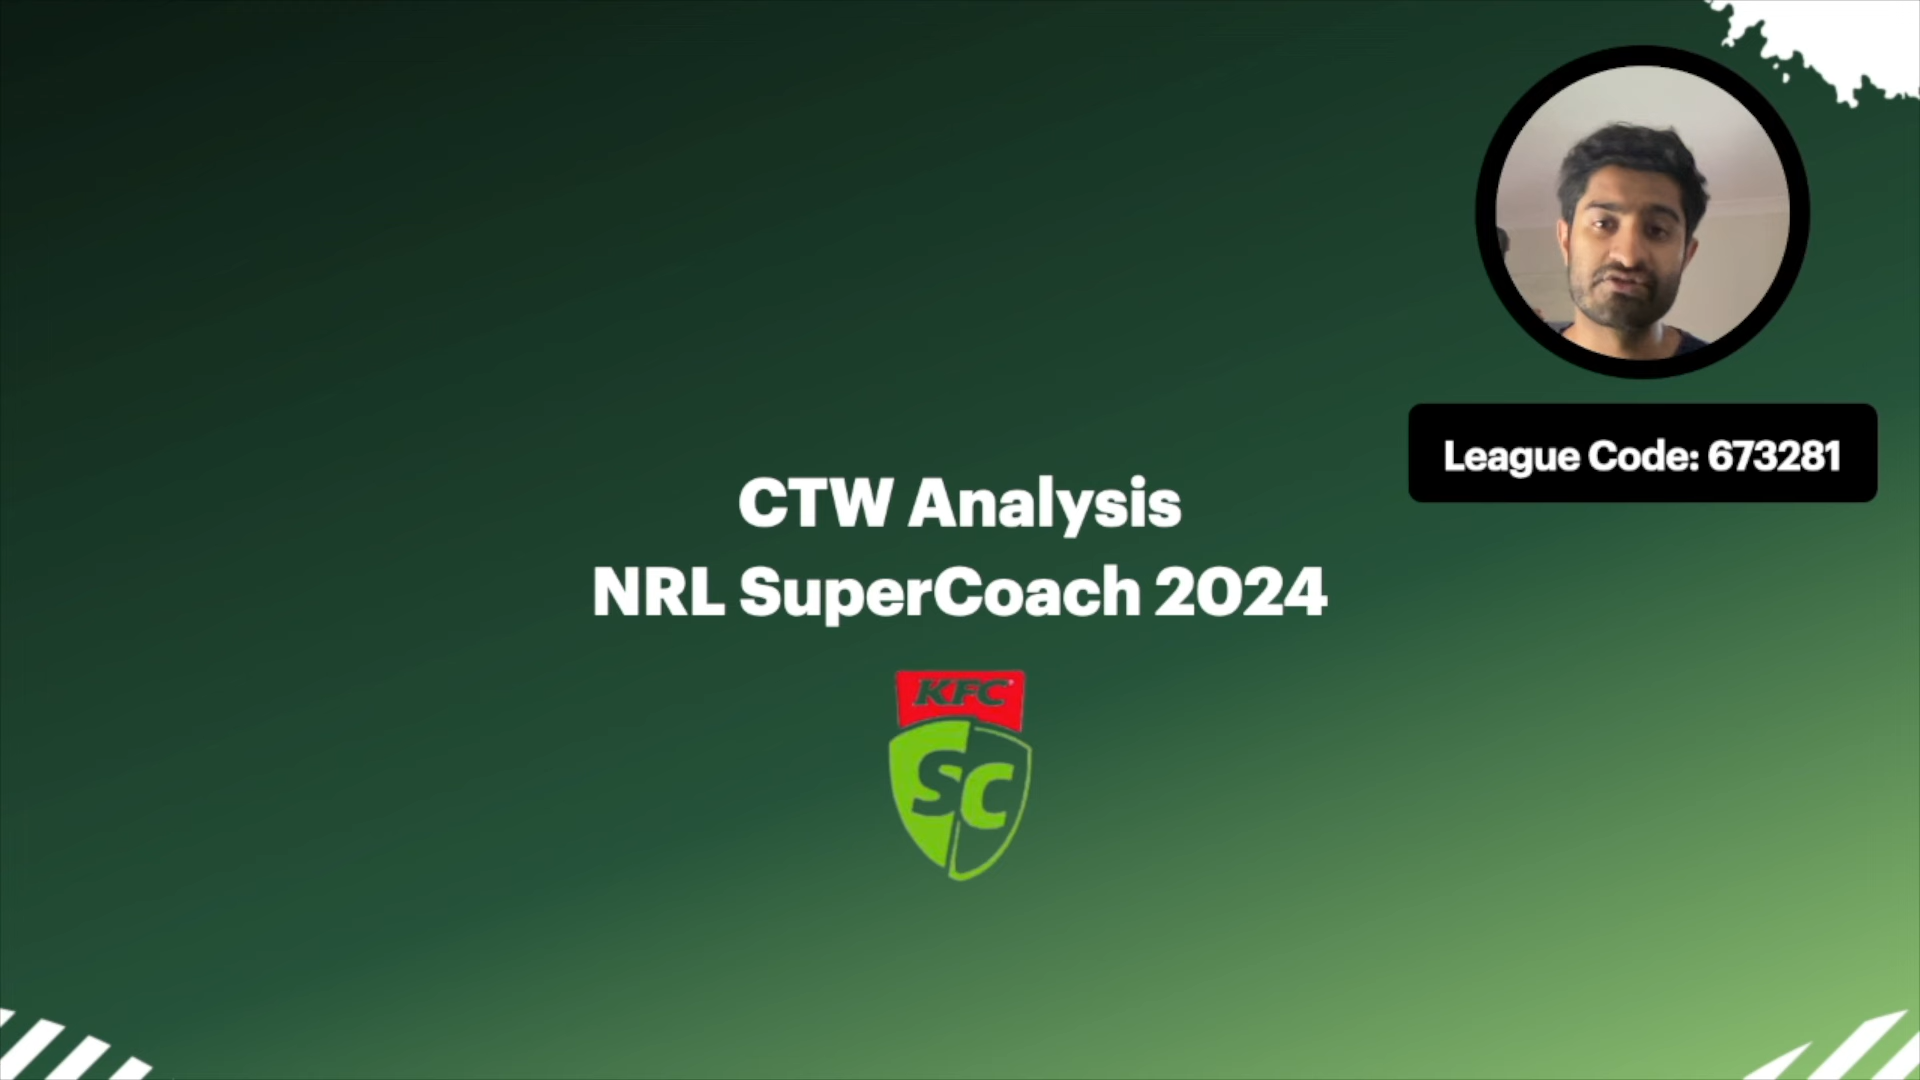 League Code: 673281
CTW Analysis
NRL SuperCoach 2024
KFC
SC